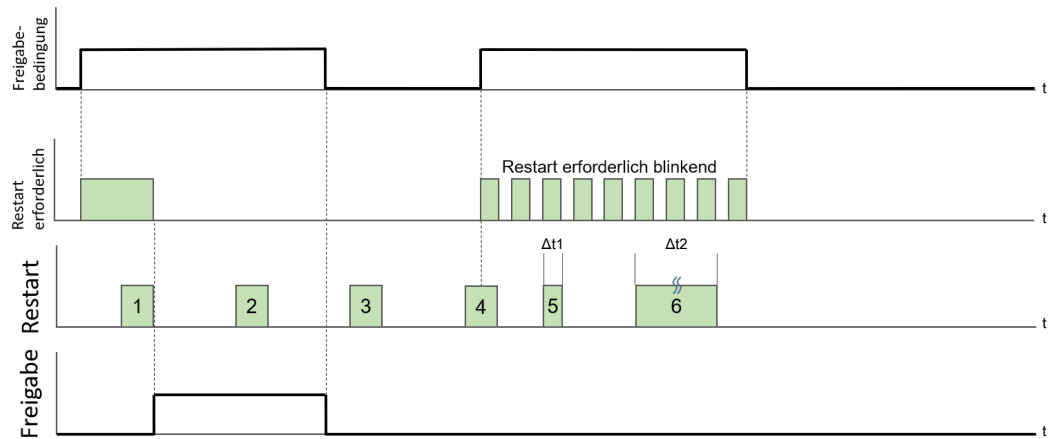 Freigabe-
bedingung
t
Restart
erforderlich
Restart erforderlich blinkend
t
Restart
Δt1
Δt2
1
2
3
4
5
6
t
Freigabe
t